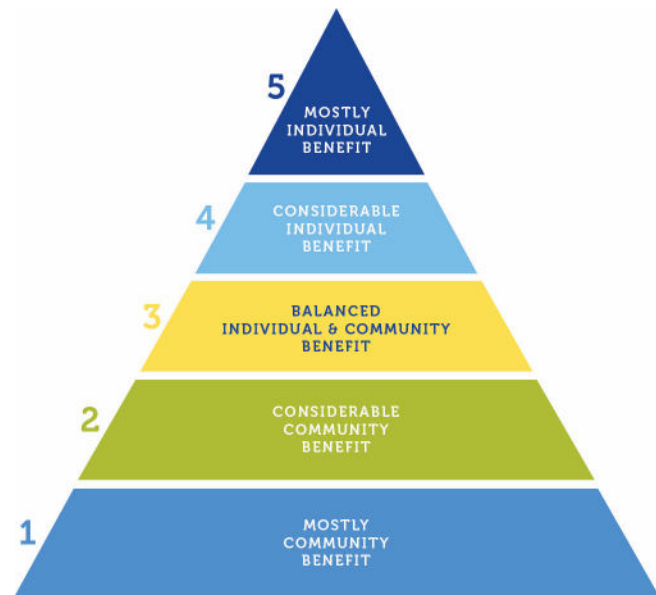 5
MOSTLY
INDIVIDUAL
BENEFIT
4
CONSIDERABLE
INDIVIDUAL
BENEFIT
3
BALANCED
INDIVIDUAL & COMMUNITY
BENEFIT
2
CONSIDERABLE
COMMUNITY
BENEFIT
1
MOSTLY
COMMUNITY
BENEFIT